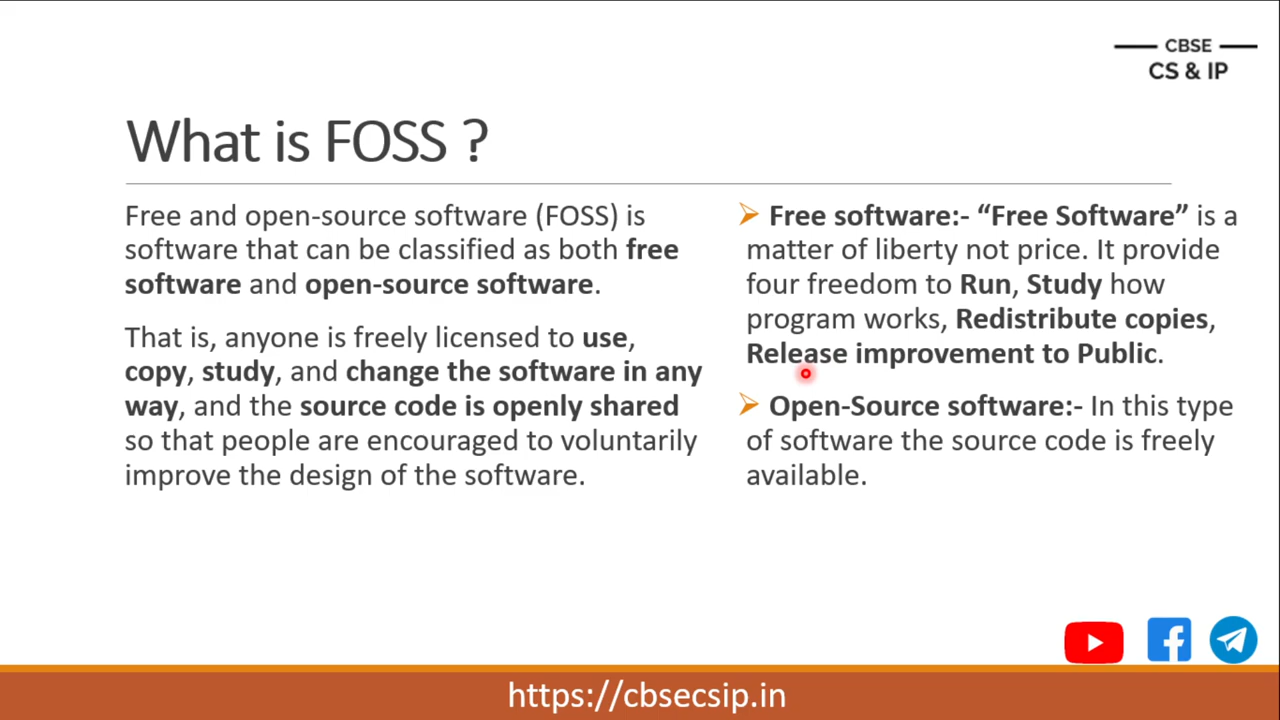 CBSE
CS & IP
What is FOSS ?
Free and open-source software (FOSS) is
software that can be classified as both free
software and open-source software.
That is, anyone is freely licensed to use,
copy, study, and change the software in any
way, and the source code is openly shared
so that people are encouraged to voluntarily
improve the design of the software.
Free software:- “Free Software” is a
matter of liberty not price. It provide
four freedom to Run, Study how
program works, Redistribute copies,
Release improvement to Public.
Open-Source software:- In this type
of software the source code is freely
available.
https://cbsecsip.in